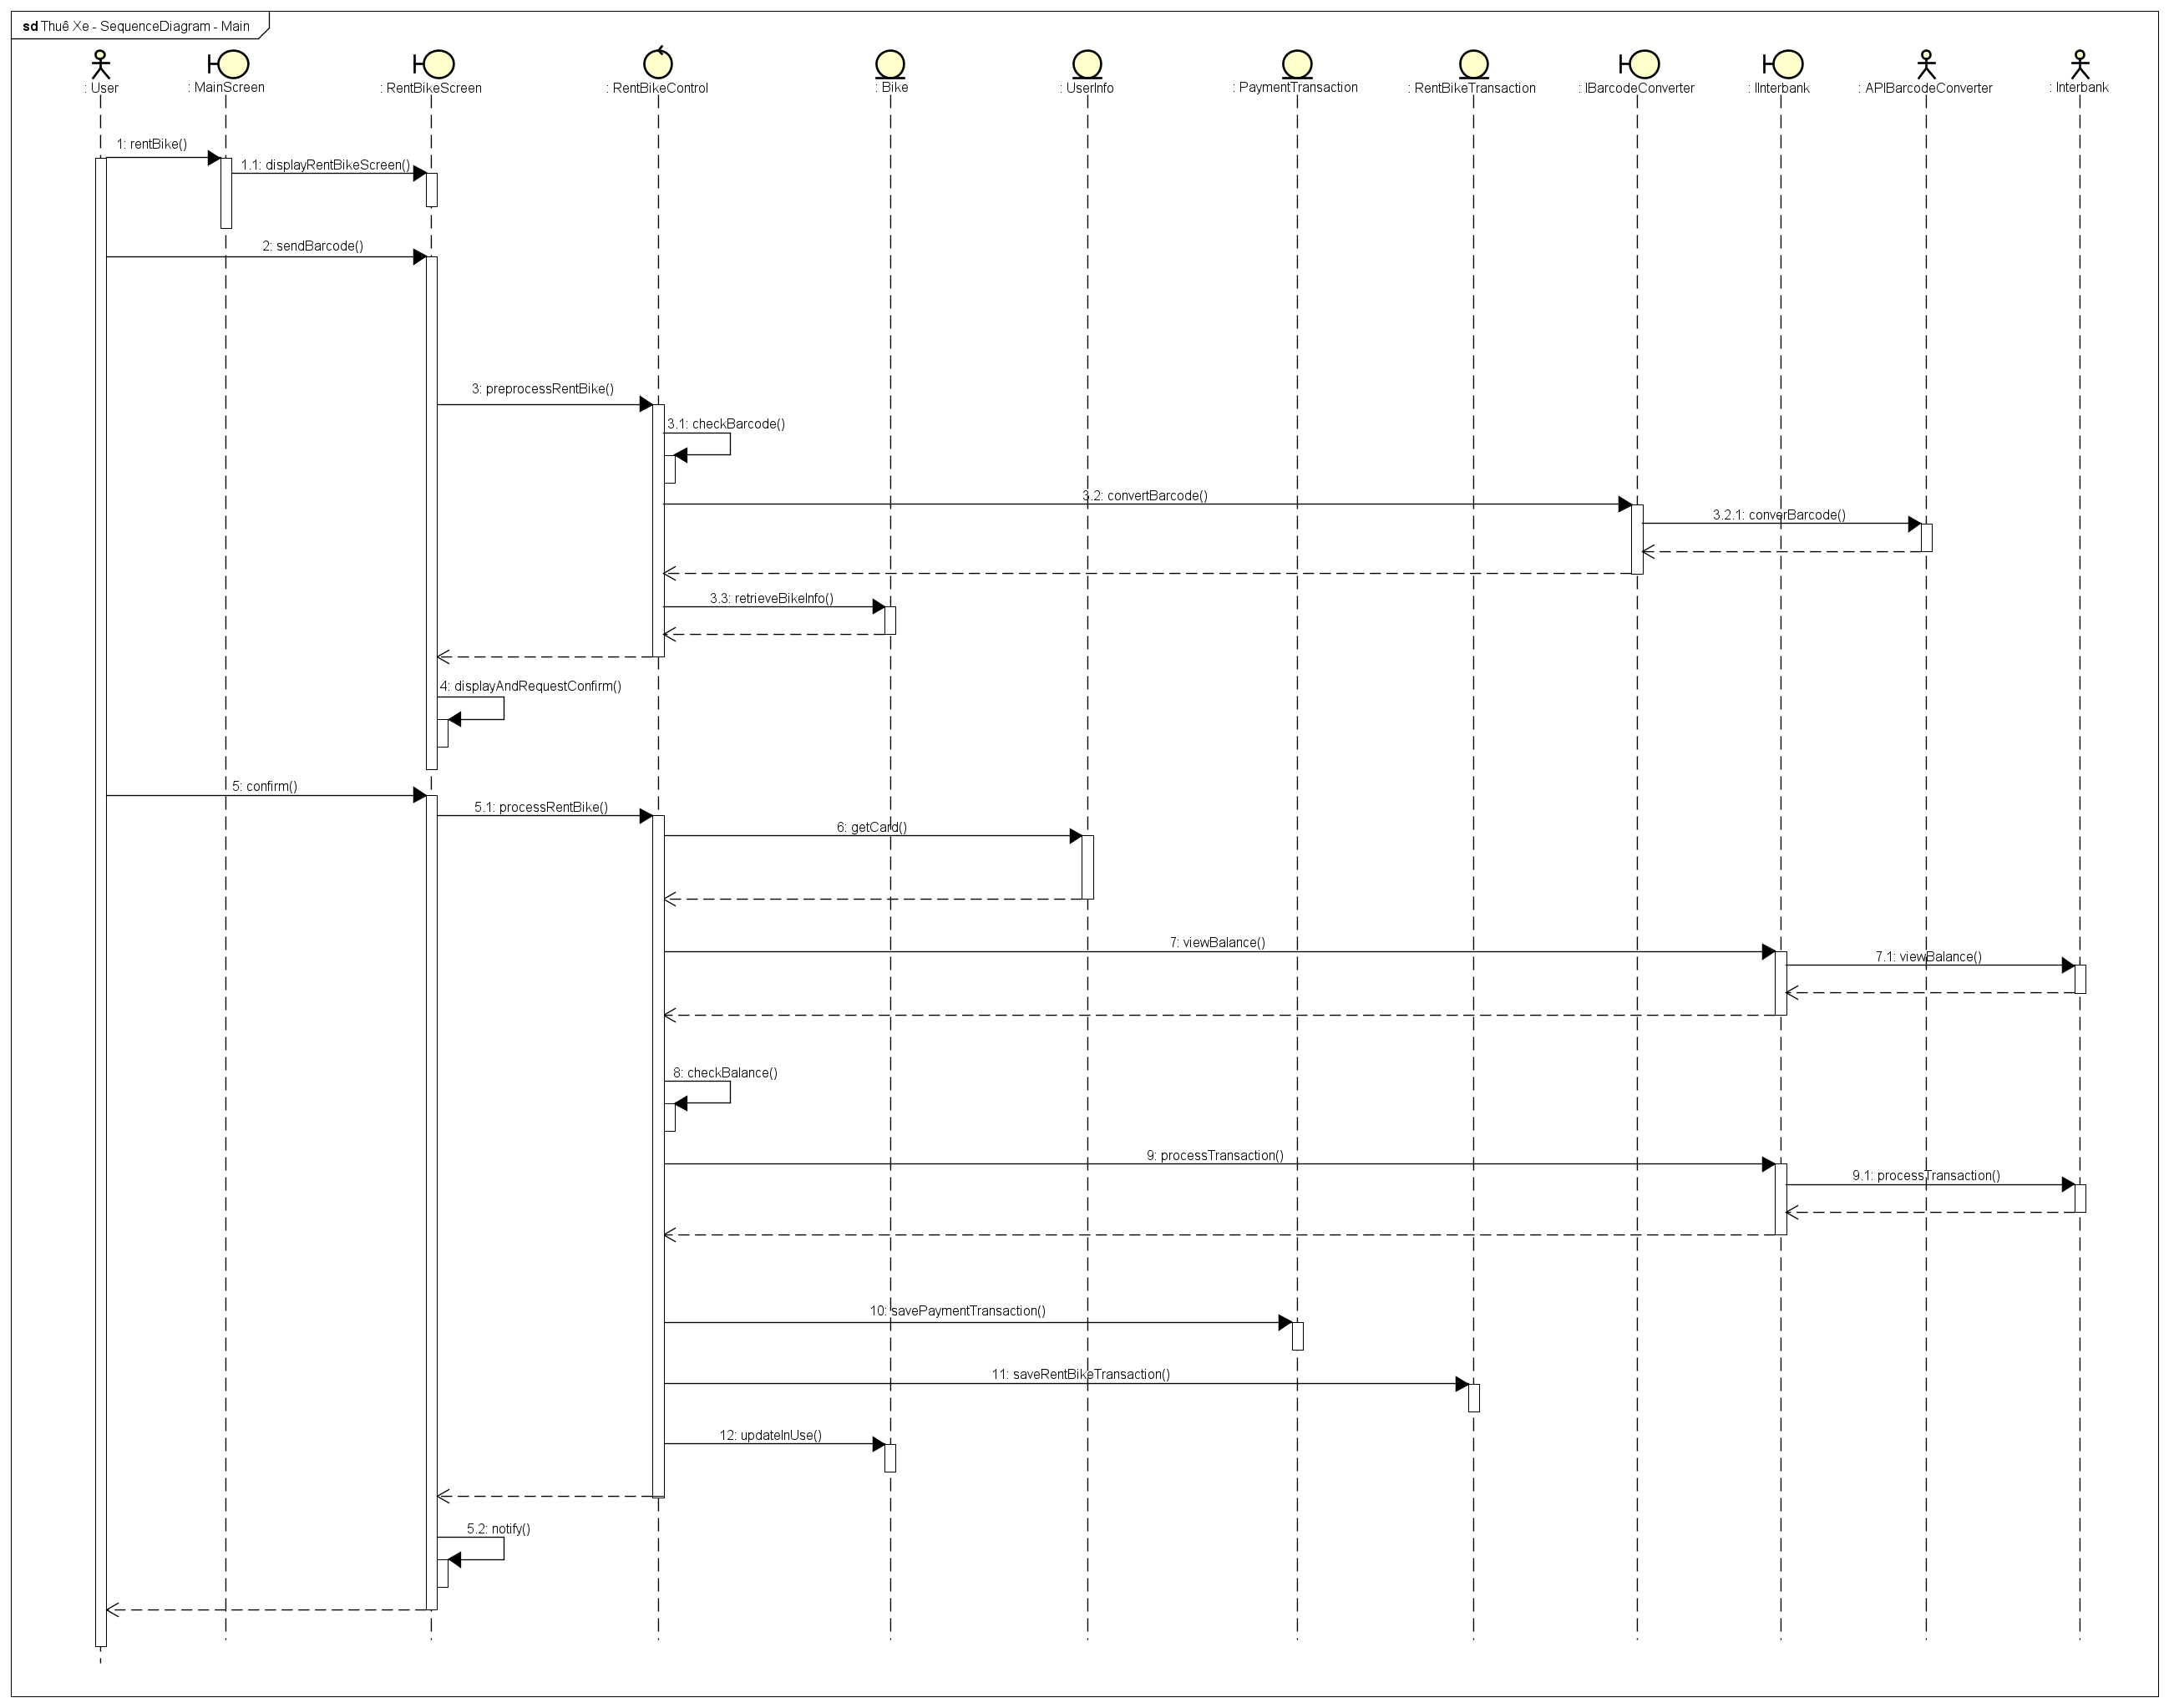 sd Thuê Xe - SequenceDiagram - Main
: User
: MainScreen
: RentBikeScreen
: RentBikeControl
: Bike
: UserInfo
: PaymentTransaction
: RentBikeTransaction
: IBarcodeConverter
: IInterbank
: APIBarcodeConverter
: Interbank
1: rentBike()
1.1: displayRentBikeScreen()
2: sendBarcode()
3: preprocessRentBike()
3.1: checkBarcode()
3.2: convertBarcode()
3.2.1: converBarcode()
3.3: retrieveBikeInfo()
4: displayAndRequestConfirm()
5: confirm()
5.1: processRentBike()
6: getCard()
7: viewBalance()
7.1: viewBalance()
8: checkBalance()
9: processTransaction()
9.1: processTransaction()
10: savePaymentTransaction()
11: saveRentBikeTransaction()
12: updateInUse()
5.2: notify()